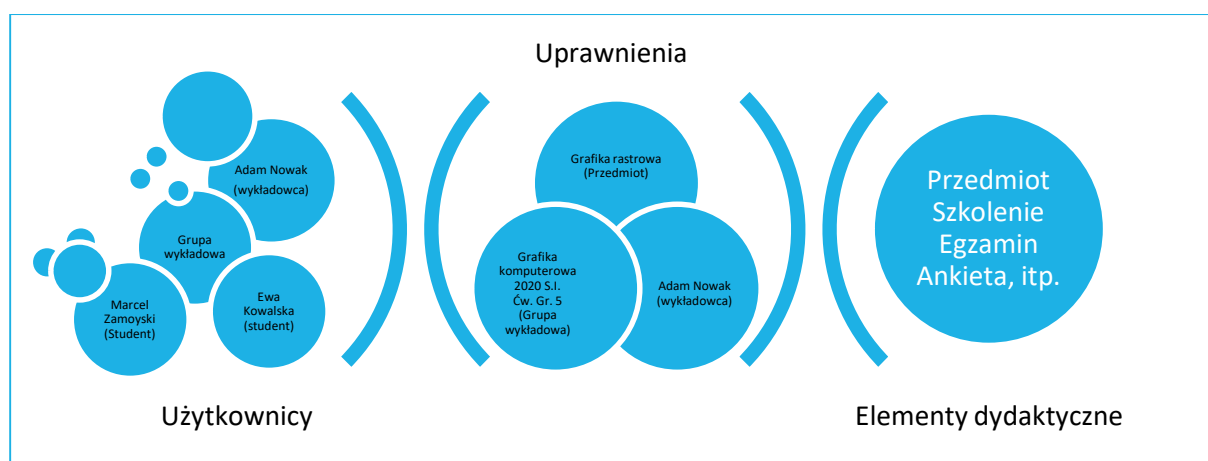 Uprawnienia
Adam Nowak
(wykładowca)
Grupa
wykładowa
Marcel
Zamoyski
(Student)
Ewa
Kowalska
(student)
Użytkownicy
Grafika rastrowa
(Przedmiot)
Grafika
komputerowa
2020 S.I.
Ćw. Gr. 5
(Grupa
wykładowa)
Adam Nowak
(wykładowca)
Przedmiot
Szkolenie
Egzamin
Ankieta, itp.
Elementy dydaktyczne